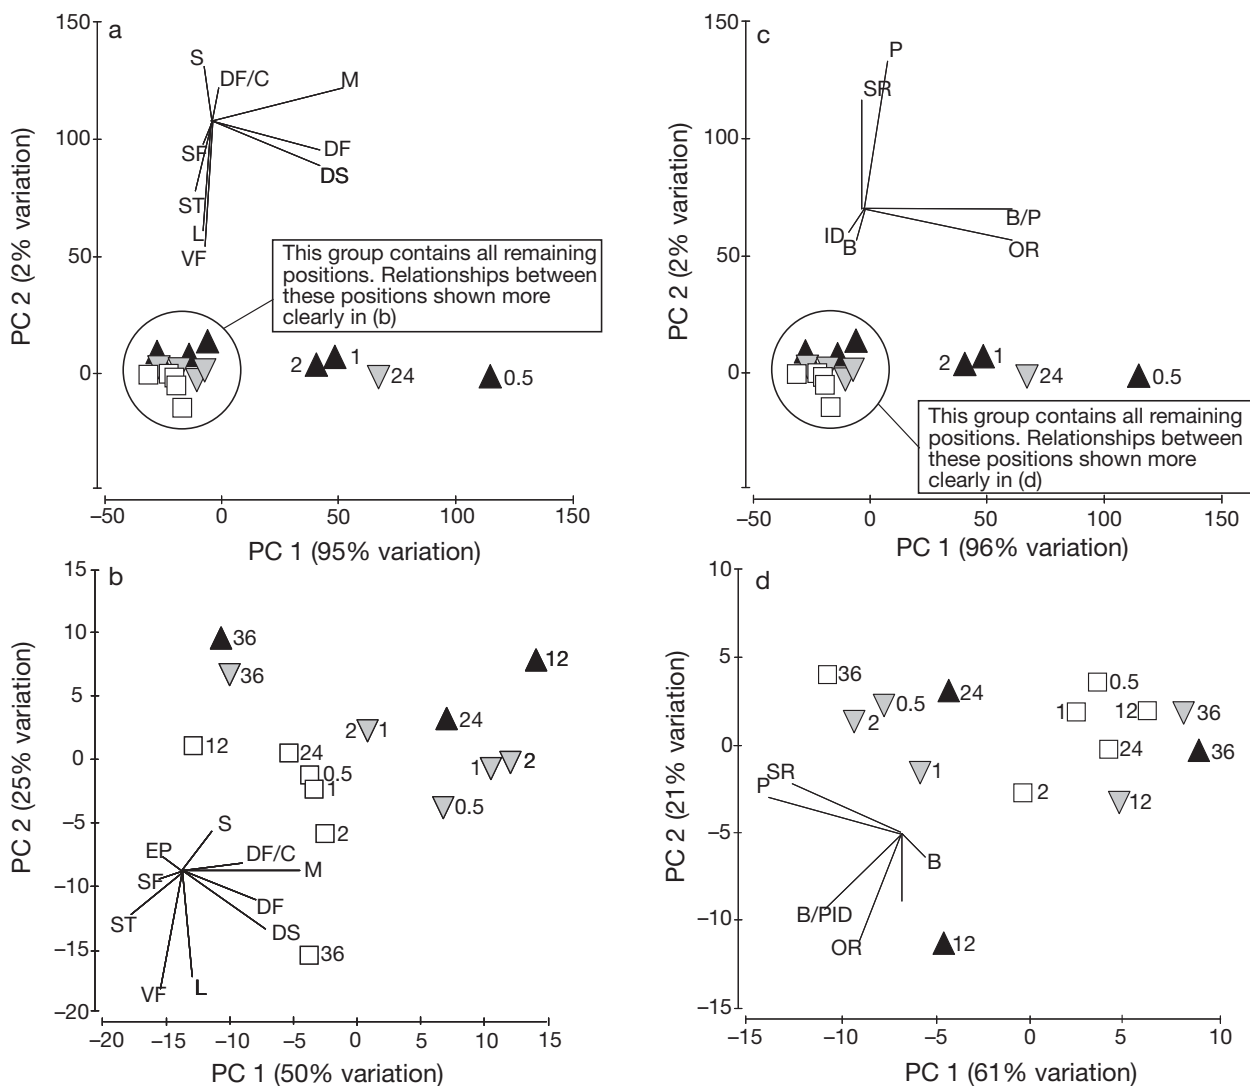 a
150
100
50
0
PC 2 (2% variation)
S
DF/C
M
SF
DF
DS
ST
L
VF
This group contains all remaining
positions. Relationships between
these positions shown more
clearly in (b)
2
1
24
0.5
−50
0
50
100
150
PC 1 (95% variation)
c
150
100
50
0
PC 2 (2% variation)
P
SR
B/P
ID
B
OR
2
1
24
0.5
This group contains all remaining
positions. Relationships between
these positions shown more
clearly in (d)
−50
0
50
100
150
PC 1 (96% variation)
b
15
10
5
0
−5
−10
−15
−20
PC 2 (25% variation)
36
36
12
24
2
1
12
24
0.5
1
1
2
0.5
2
S
EP
DF/C
M
SF
DF
ST
DS
36
VF
L
−20
−15
−10
−5
0
5
10
15
PC 1 (50% variation)
d
10
5
0
−5
−10
−15
PC 2 (21% variation)
36
0.5
24
2
0.5
1
12
36
24
36
1
2
12
SR
P
B
B/PID
OR
12
−15
−10
−5
0
5
10
PC 1 (61% variation)